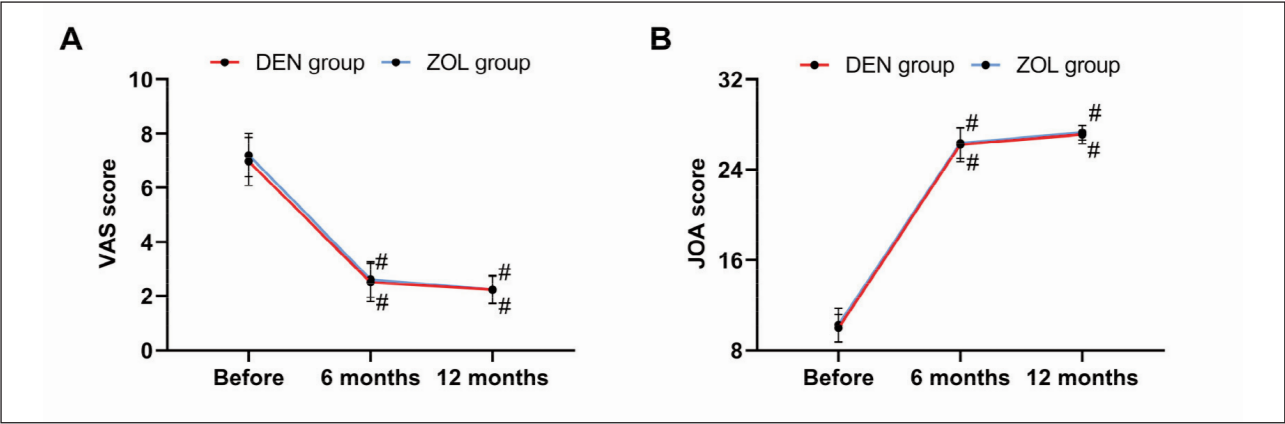 A
DEN group ZOL group
VAS score
10
8
6
4
2
0
#
#
#
#
Before 6 months 12 months
B
DEN group ZOL group
JOA score
32
24
16
8
#
#
#
#
Before 6 months 12 months